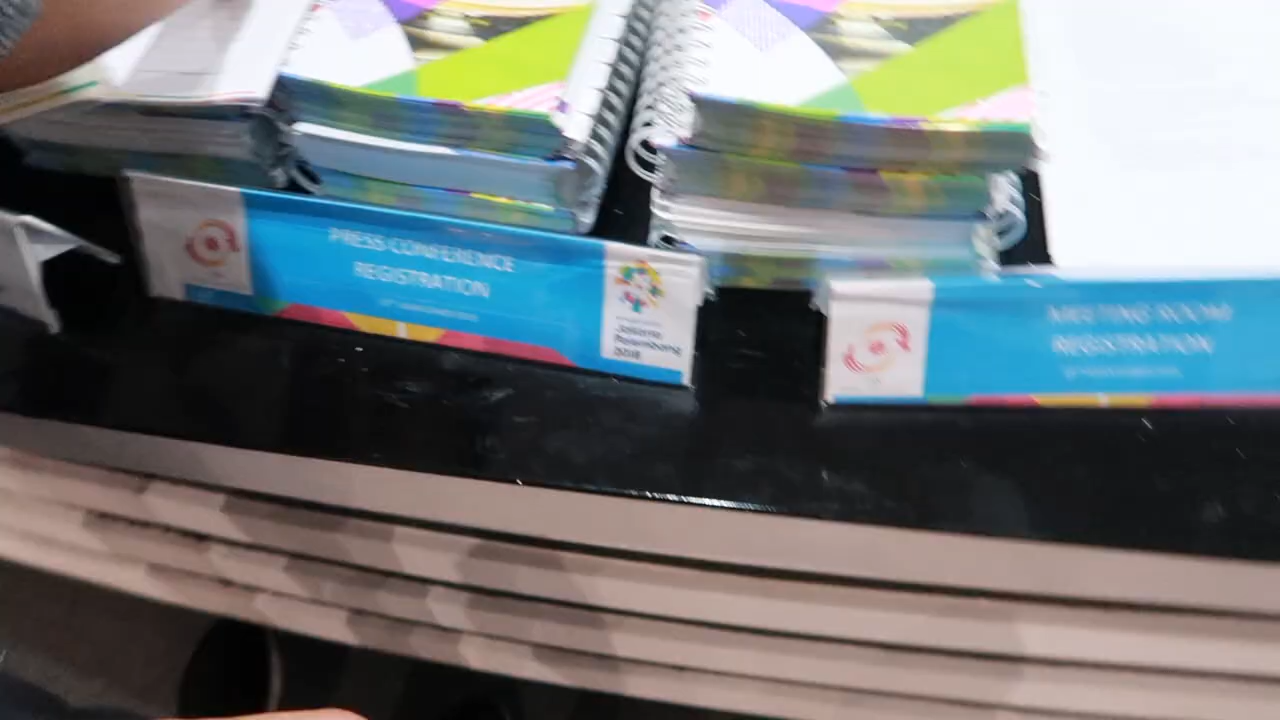 PRESS CONFERENCE
REGISTRATION
Jakarta
Palembang
2018
MEETING ROOM
REGISTRATION